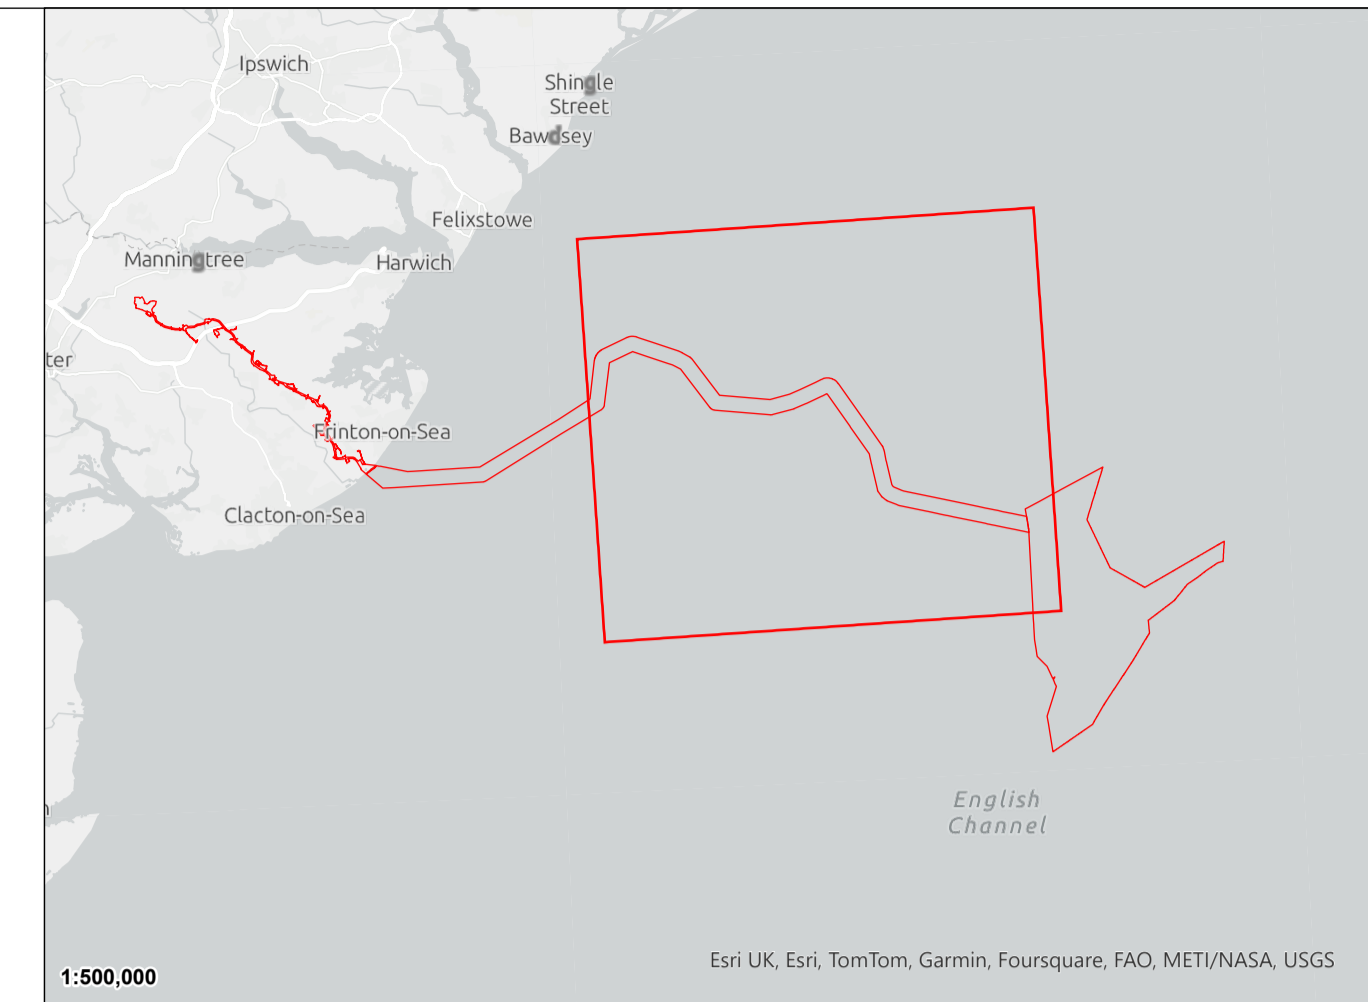 Ipswich
Shingle
Street
Bawdsey
Felixstowe
Manningtree
Harwich
ter
Frinton-on-Sea
Clacton-on-Sea
English
Channel
Esri UK, Esri, TomTom, Garmin, Foursquare, FAO, METI/NASA, USGS
1:500,000